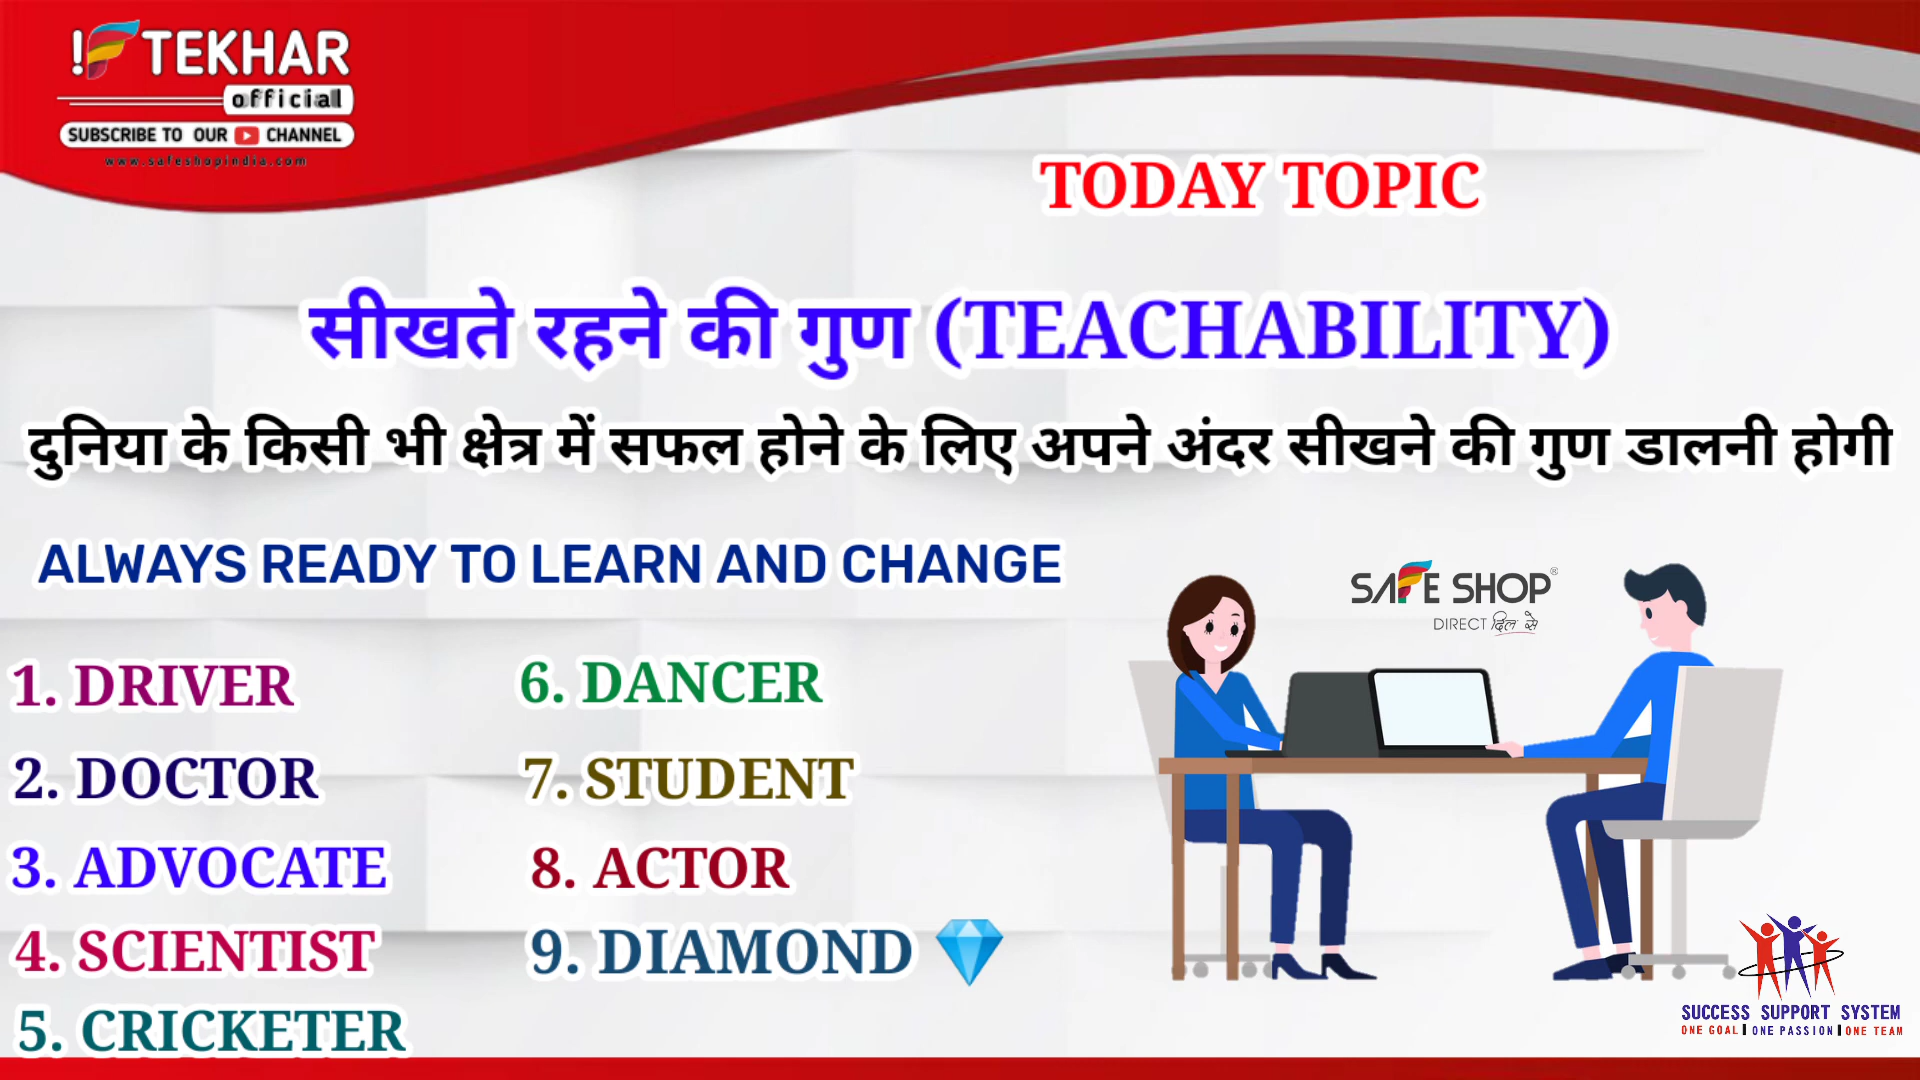 !FTEKHAR
official
SUBSCRIBE TO OUR CHANNEL
www.safeshopindia.com
TODAY TOPIC
सीखते रहने की गुण (TEACHABILITY)
दुनिया के किसी भी क्षेत्र में सफल होने के लिए अपने अंदर सीखने की गुण डालनी होगी
ALWAYS READY TO LEARN AND CHANGE
SAFE SHOP®
DIRECT दिल से
1. DRIVER
2. DOCTOR
3. ADVOCATE
4. SCIENTIST
5. CRICKETER
6. DANCER
7. STUDENT
8. ACTOR
9. DIAMOND
SUCCESS SUPPORT SYSTEM
ONE GOAL | ONE PASSION | ONE TEAM